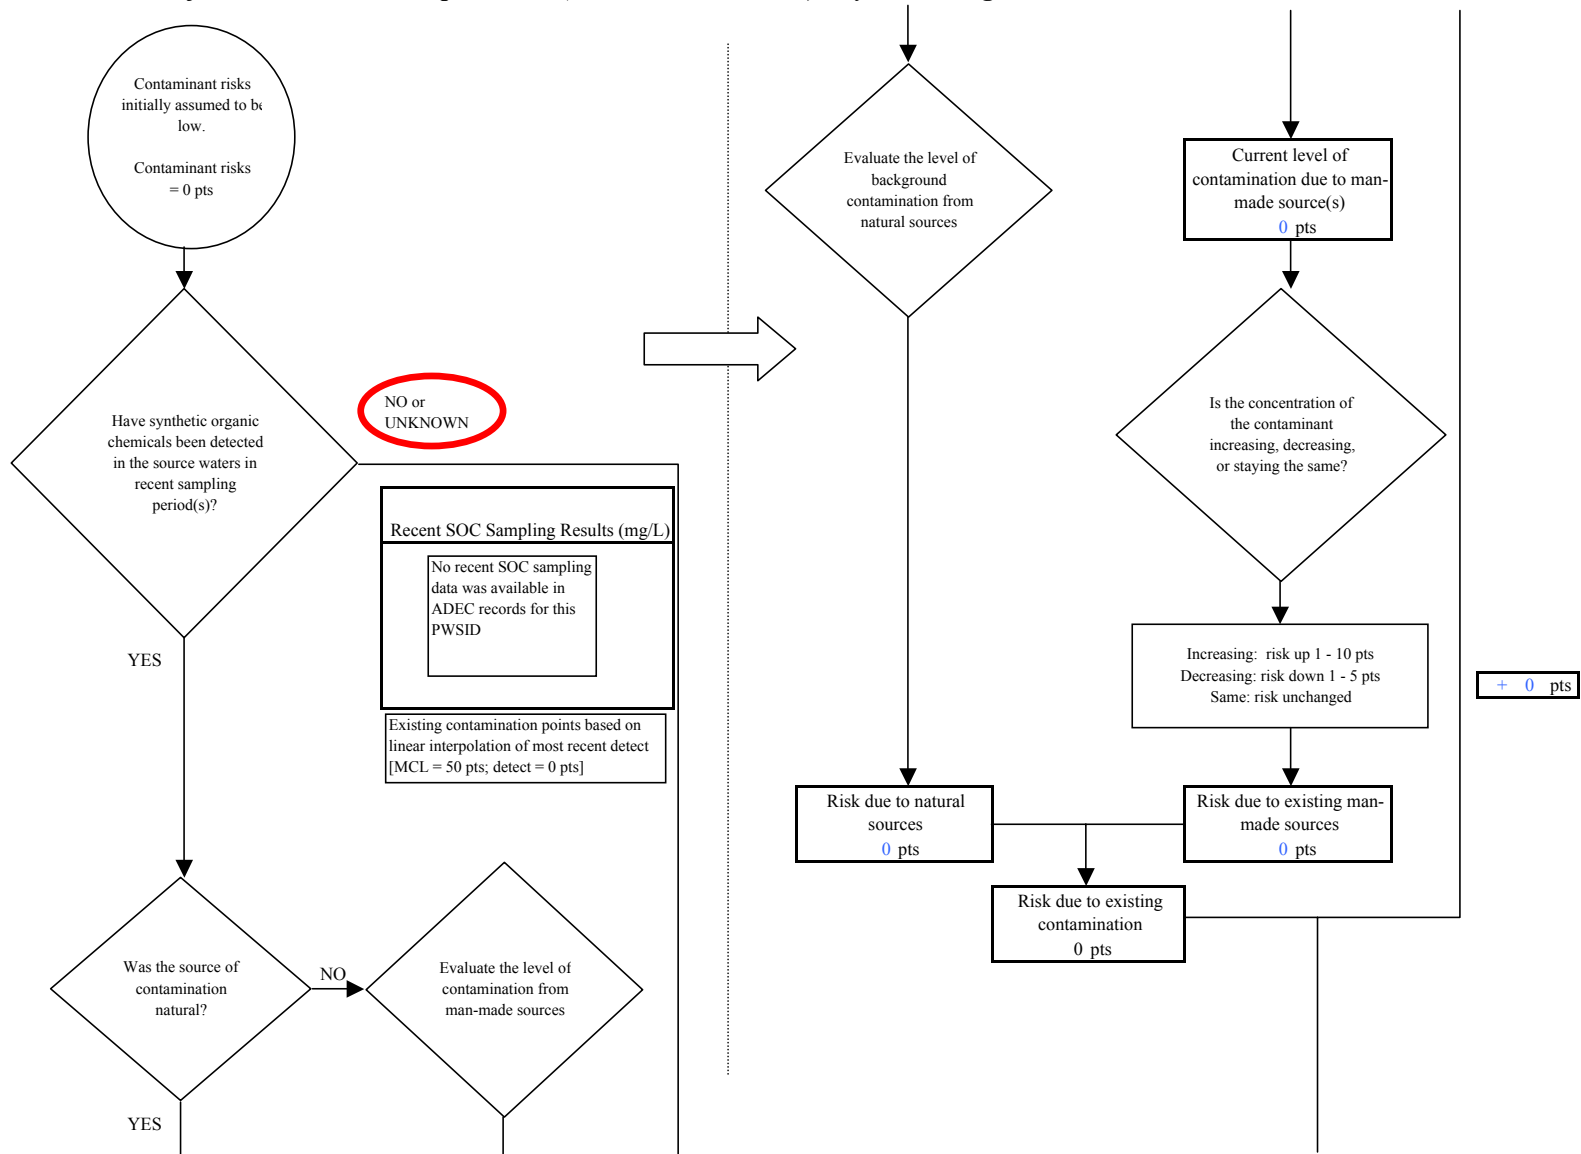 Contaminant risks
initially assumed to be
low.
Contaminant risks
= 0 pts
Have synthetic organic
chemicals been detected
in the source waters in
recent sampling
period(s)?
NO or
UNKNOWN
Recent SOC Sampling Results (mg/L)
No recent SOC sampling
data was available in
ADEC records for this
PWSID
Existing contamination points based on
linear interpolation of most recent detect
[MCL = 50 pts; detect = 0 pts]
YES
Was the source of
contamination
natural?
NO
Evaluate the level of
contamination from
man-made sources
YES
Evaluate the level of
background
contamination from
natural sources
Current level of
contamination due to man-
made source(s)
0 pts
Is the concentration of
the contaminant
increasing, decreasing,
or staying the same?
Increasing: risk up 1 - 10 pts
Decreasing: risk down 1 - 5 pts
Same: risk unchanged
+ 0 pts
Risk due to natural
sources
0 pts
Risk due to existing man-
made sources
0 pts
Risk due to existing
contamination
0 pts